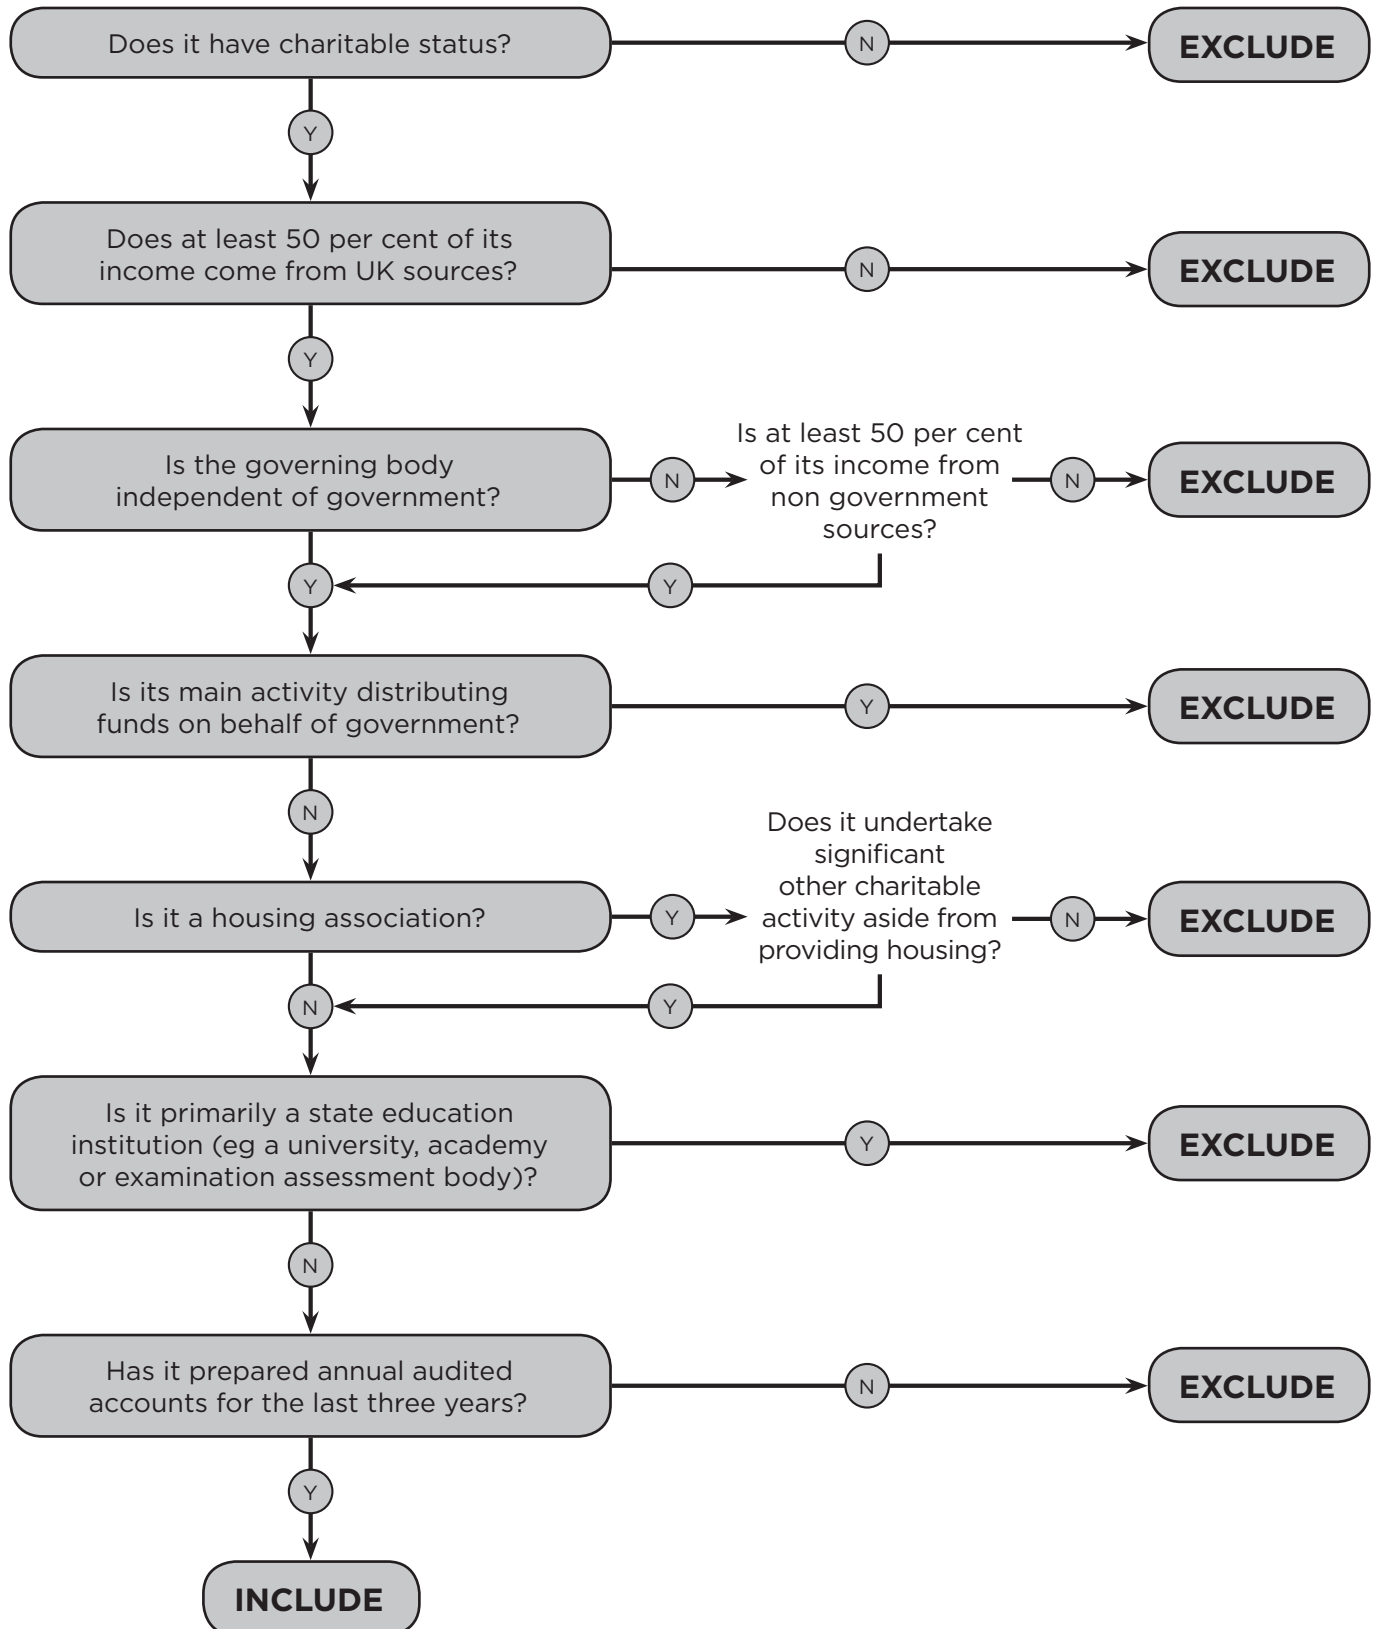 Does it have charitable status?
N
EXCLUDE
Y
Does at least 50 per cent of its
income come from UK sources?
N
EXCLUDE
Y
Is the governing body
independent of government?
N
Is at least 50 per cent
of its income from
non government
sources?
N
EXCLUDE
Y
Y
Is its main activity distributing
funds on behalf of government?
Y
EXCLUDE
N
Is it a housing association?
Y
Does it undertake
significant
other charitable
activity aside from
providing housing?
N
EXCLUDE
N
Y
Is it primarily a state education
institution (eg a university, academy
or examination assessment body)?
Y
EXCLUDE
N
Has it prepared annual audited
accounts for the last three years?
N
EXCLUDE
Y
INCLUDE